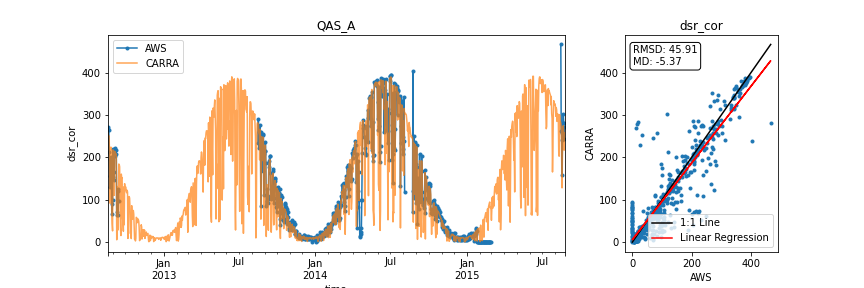 QAS_A
dsr_cor
AWS
CARRA
400
300
200
100
0
dsr_cor
Jan
2013
Jul
Jan
2014
Jul
Jan
2015
Jul
time
dsr_cor
RMSD: 45.91
MD: -5.37
400
300
200
100
0
CARRA
1:1 Line
Linear Regression
0
200
400
AWS